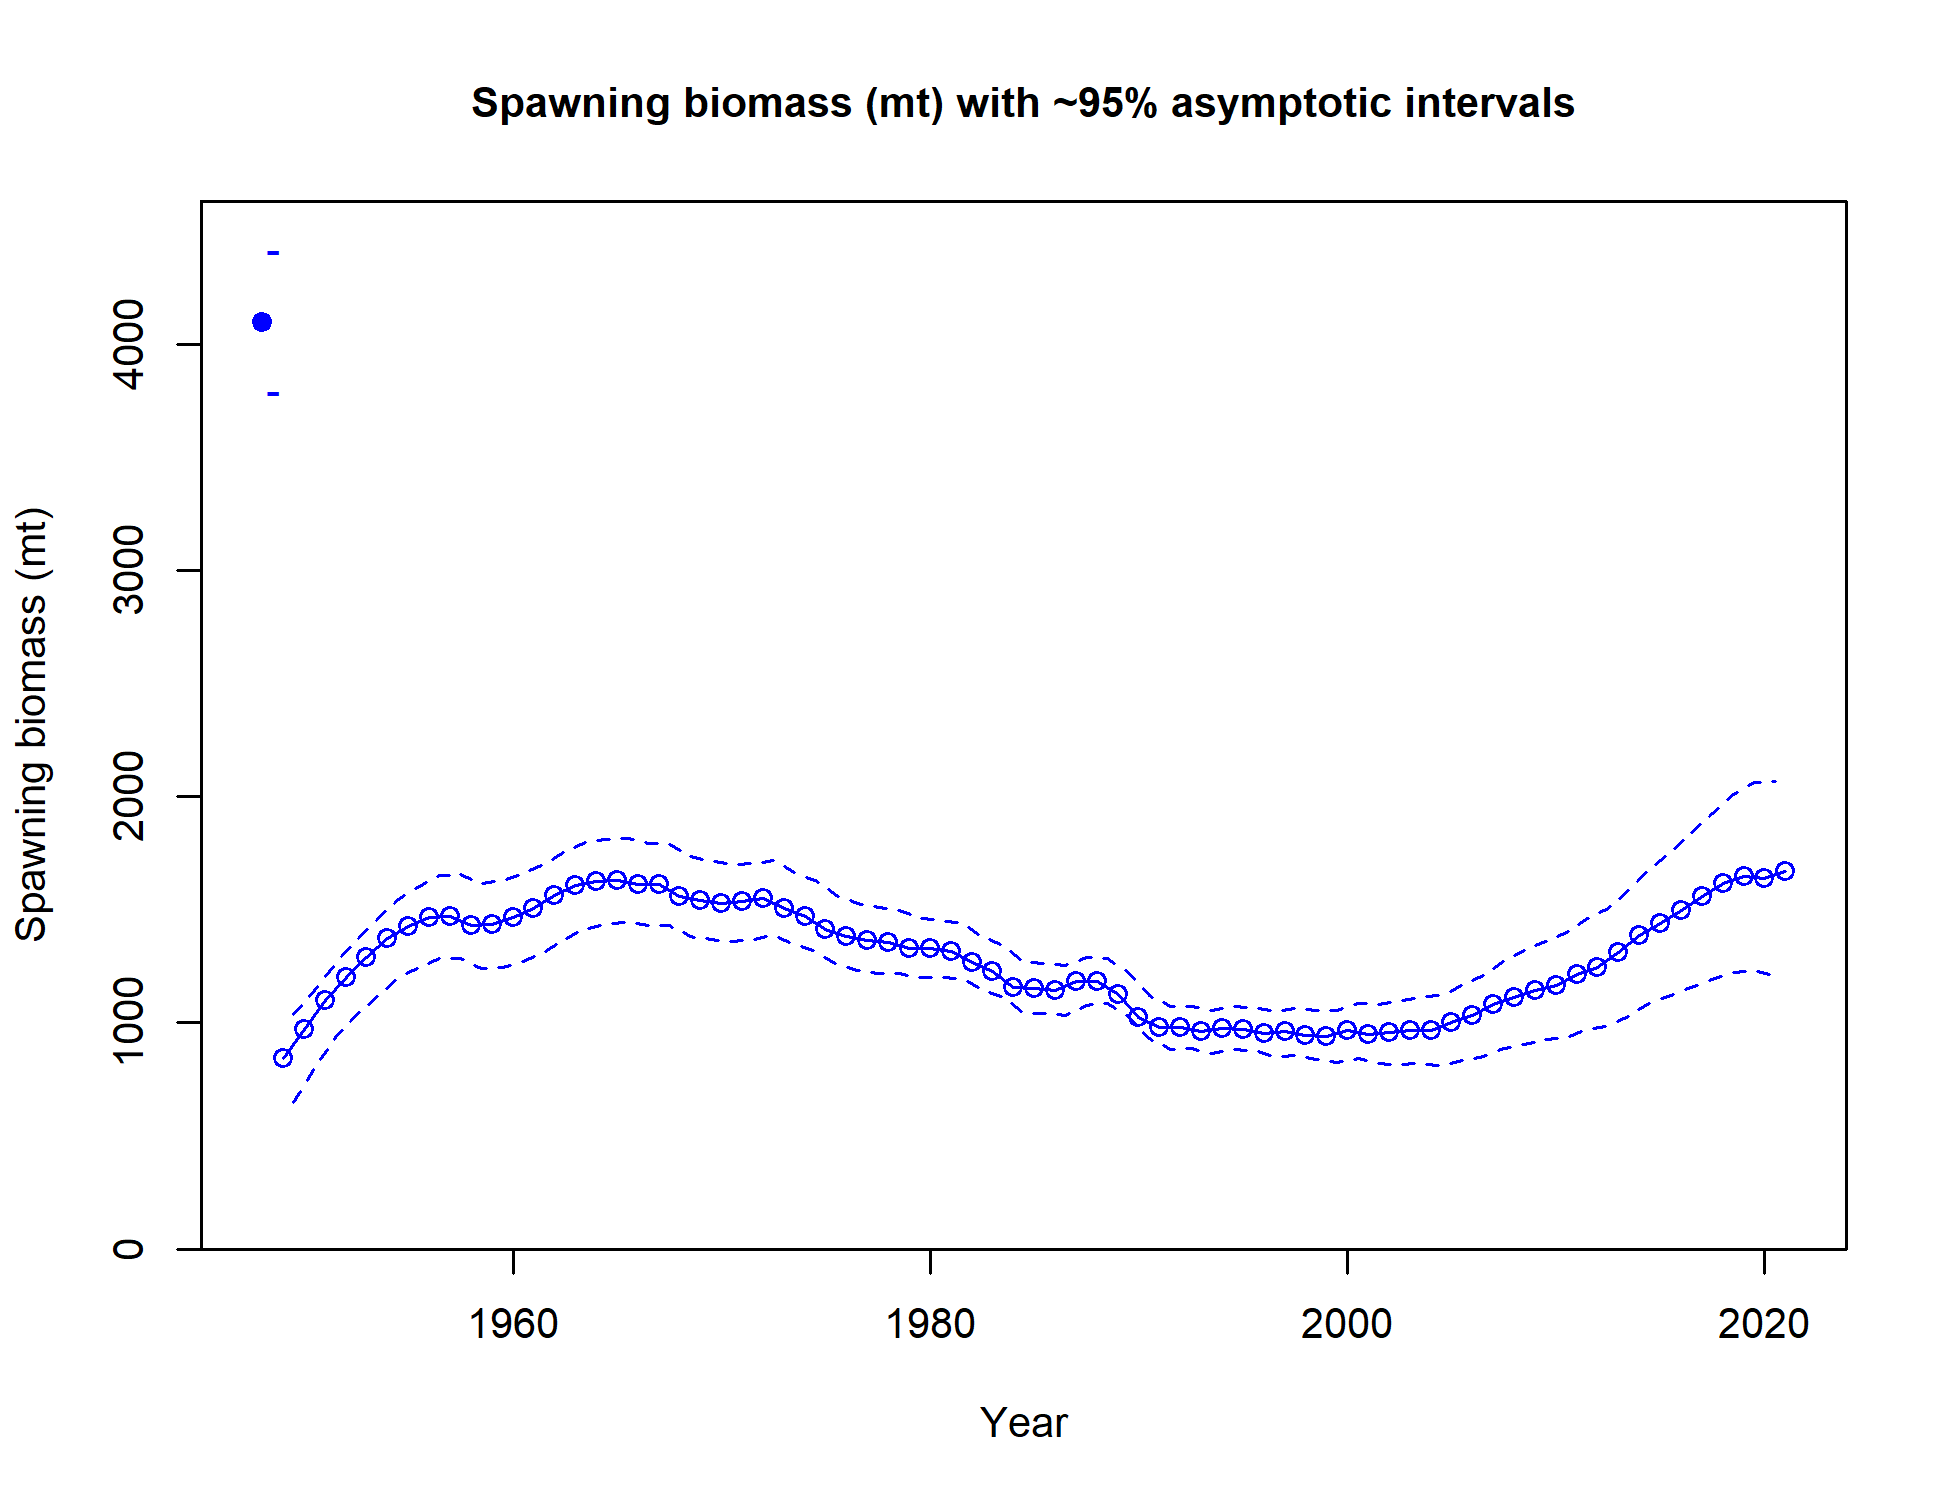 Spawning biomass (mt) with ~95% asymptotic intervals
Spawning biomass (mt)
4000
3000
2000
1000
0
1960 1980 2000 2020
Year